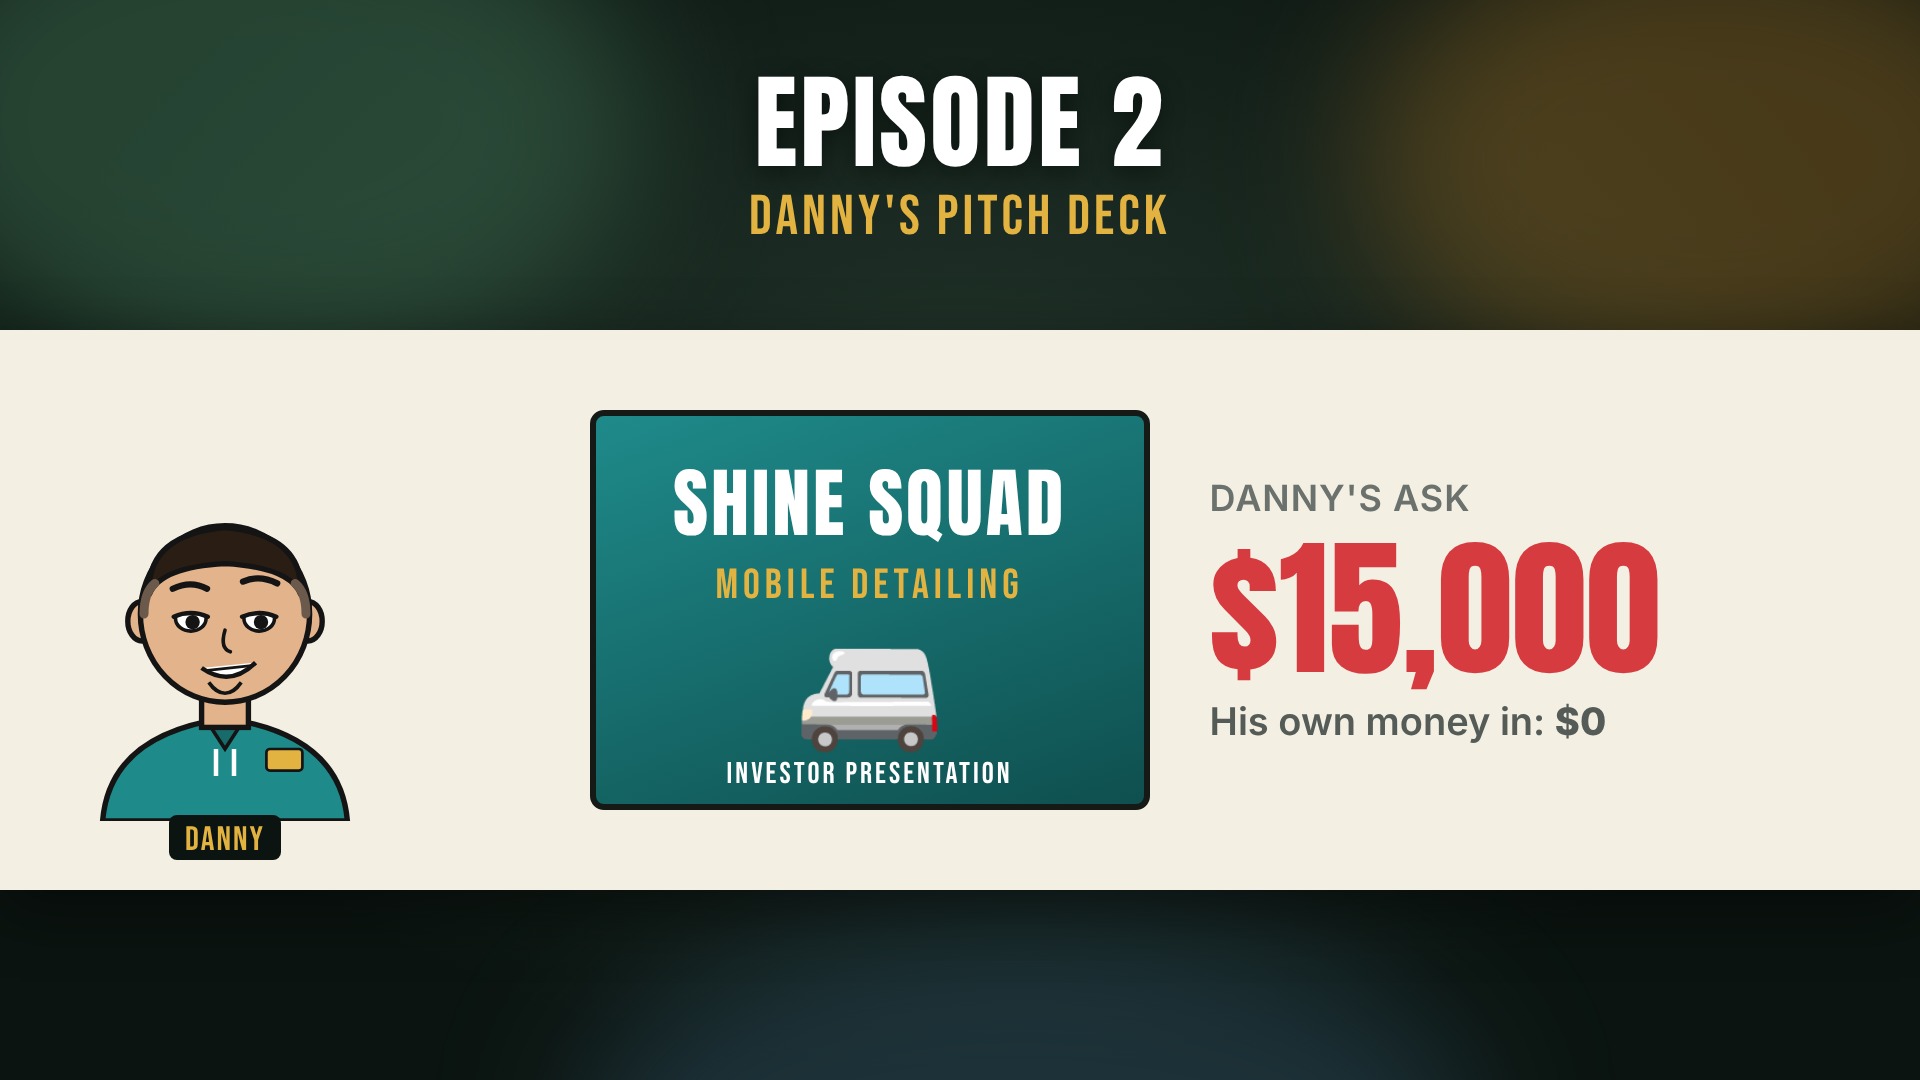 EPISODE 2
DANNY'S PITCH DECK
SHINE SQUAD
MOBILE DETAILING
INVESTOR PRESENTATION
DANNY'S ASK
$15,000
His own money in: $0
DANNY